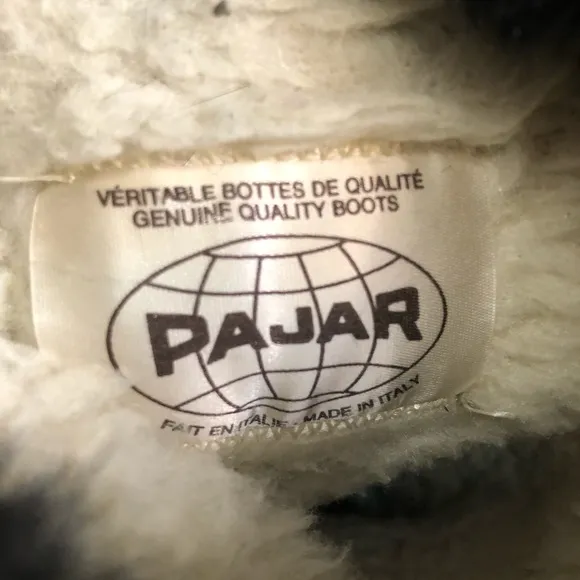 VÉRITABLE BOTTES DE QUALITÉ
GENUINE QUALITY BOOTS
PAJAR
FAIT EN ITALIE - MADE IN ITALY